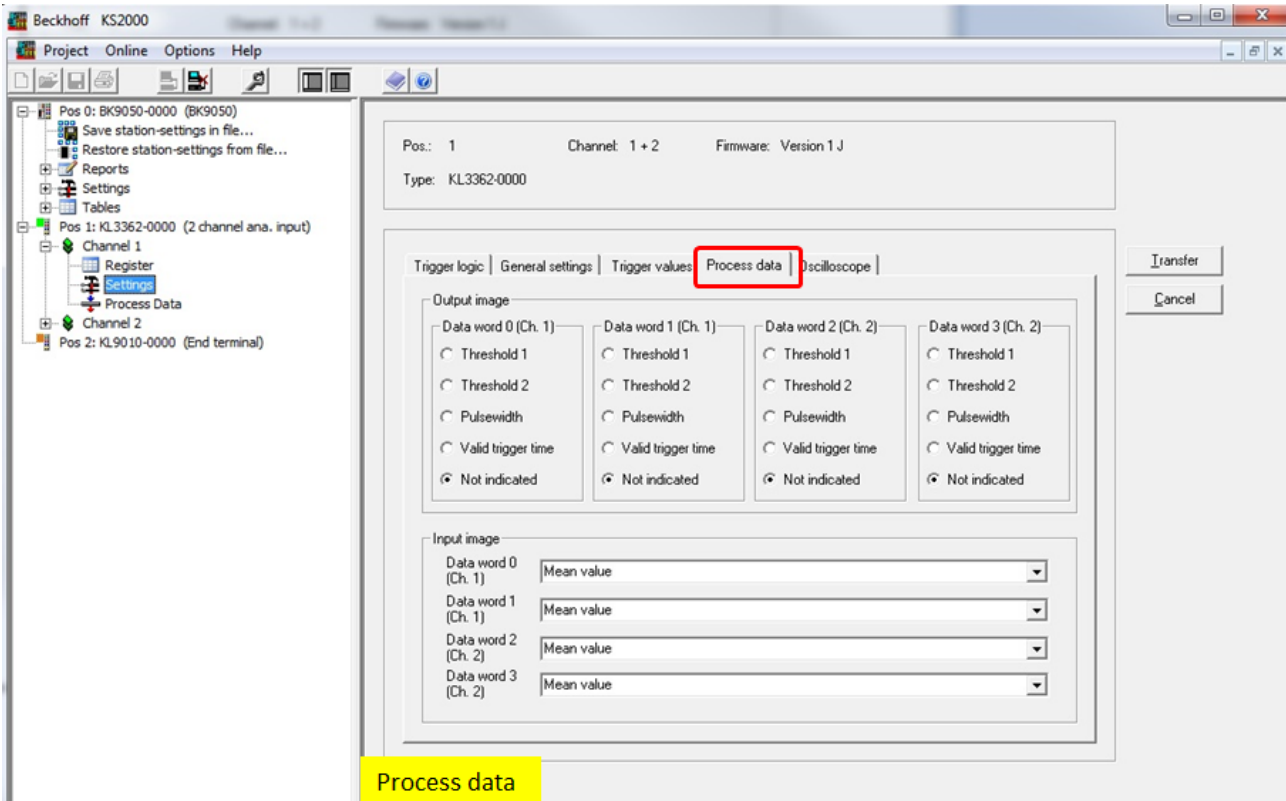 Beckhoff KS2000
Project Online Options Help
Pos 0: BK9050-0000 (BK9050)
Save station-settings in file...
Restore station-settings from file...
Reports
Settings
Tables
Pos 1: KL3362-0000 (2 channel ana. input)
Channel 1
Register
Settings
Process Data
Channel 2
Pos 2: KL9010-0000 (End terminal)
Pos.: 1 Channel: 1 + 2 Firmware: Version 1 J
Type: KL3362-0000
Trigger logic General settings Trigger values Process data Oscilloscope
Transfer
Cancel
Output image
Data word 0 (Ch. 1) Data word 1 (Ch. 1) Data word 2 (Ch. 2) Data word 3 (Ch. 2)
Threshold 1 Threshold 1 Threshold 1 Threshold 1
Threshold 2 Threshold 2 Threshold 2 Threshold 2
Pulsewidth Pulsewidth Pulsewidth Pulsewidth
Valid trigger time Valid trigger time Valid trigger time Valid trigger time
Not indicated Not indicated Not indicated Not indicated
Input image
Data word 0
(Ch. 1) Mean value
Data word 1
(Ch. 1) Mean value
Data word 2
(Ch. 2) Mean value
Data word 3
(Ch. 2) Mean value
Process data